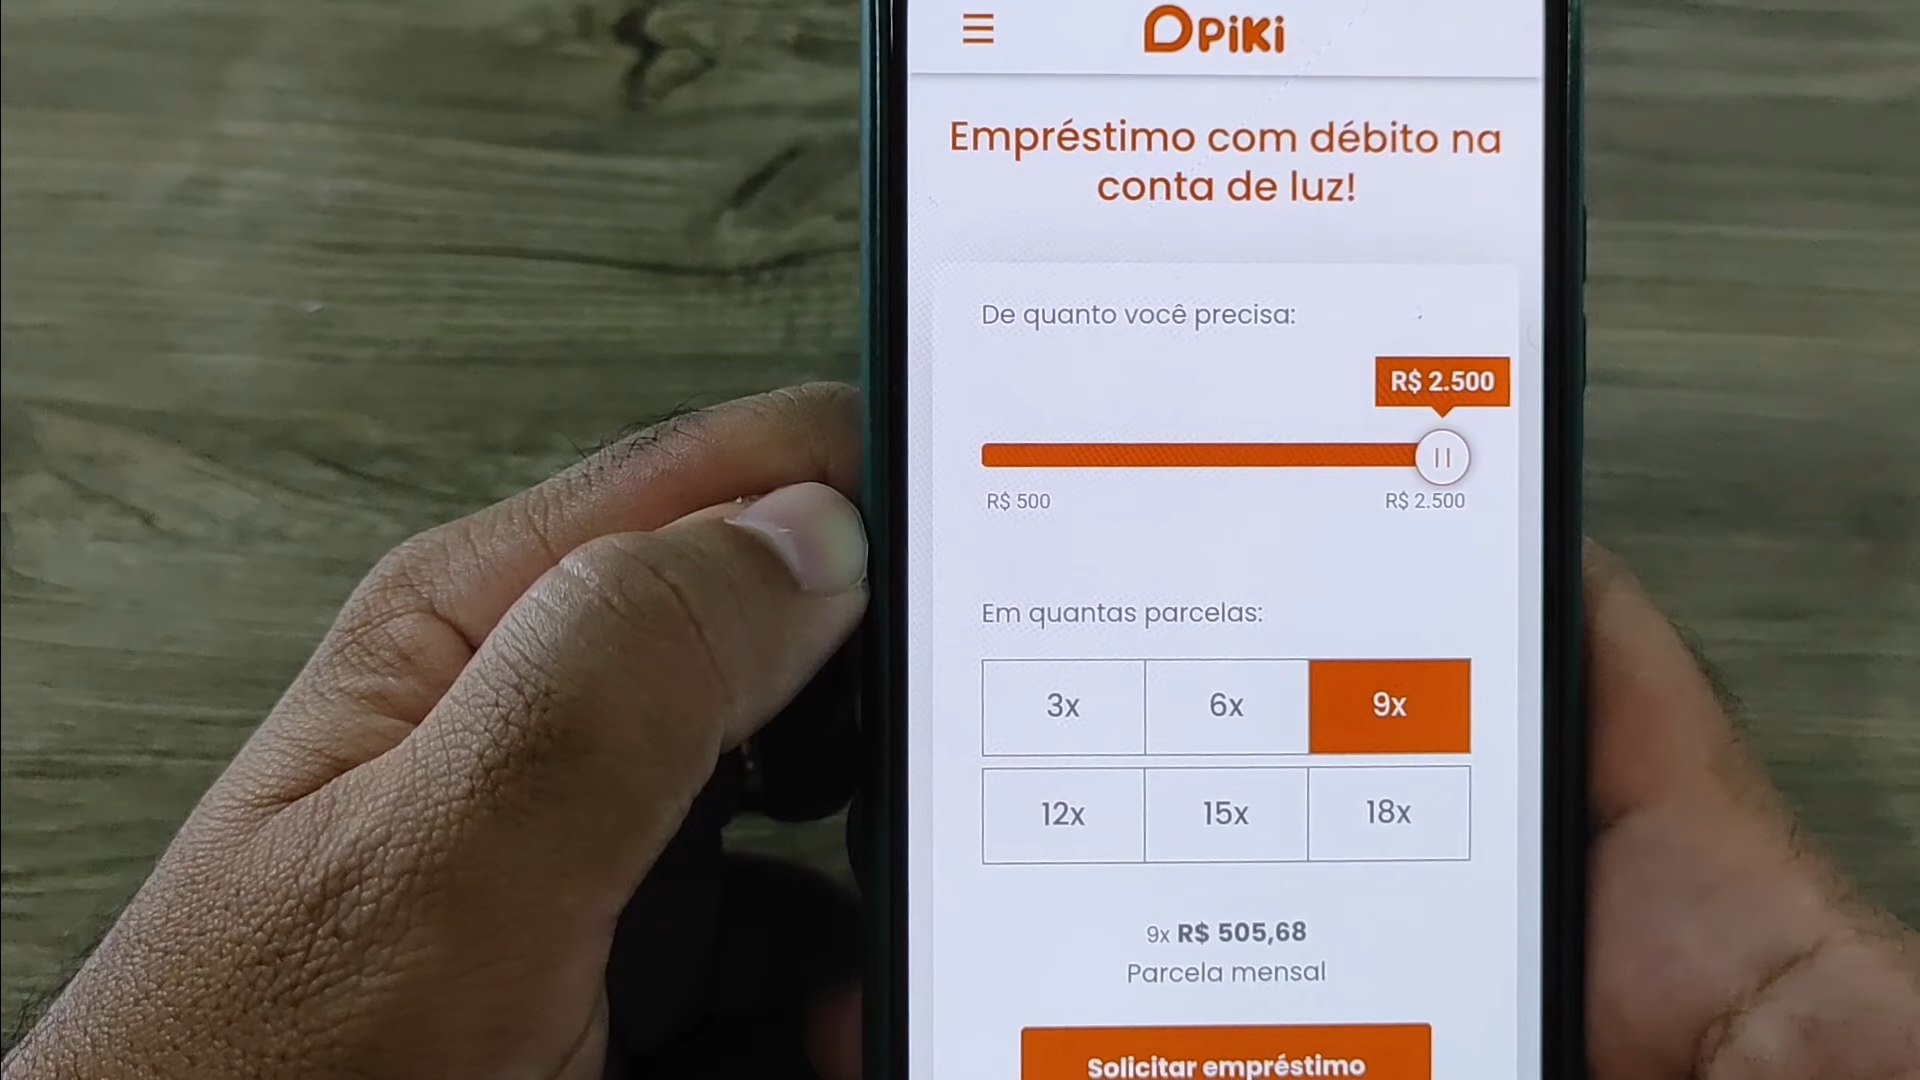 PiKi
Empréstimo com débito na
conta de luz!
De quanto você precisa:
R$ 2.500
R$ 500
R$ 2.500
Em quantas parcelas:
3x
6x
9x
12x
15x
18x
9x R$ 505,68
Parcela mensal
Solicitar empréstimo